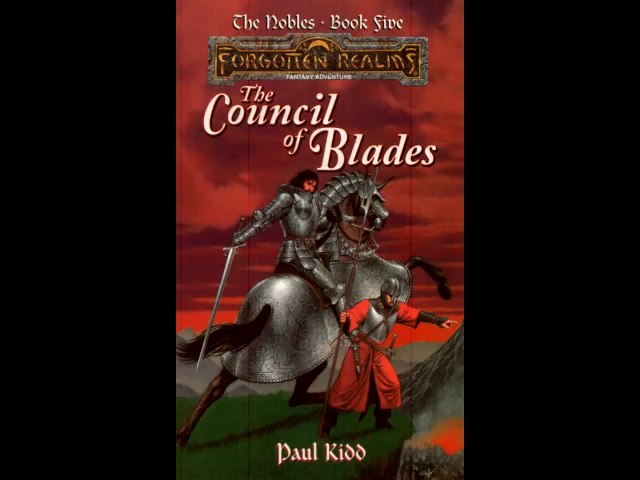 The Nobles · Book Five
FORGOTTEN REALMS
FANTASY ADVENTURE
The
Council
of
Blades
Paul Kidd